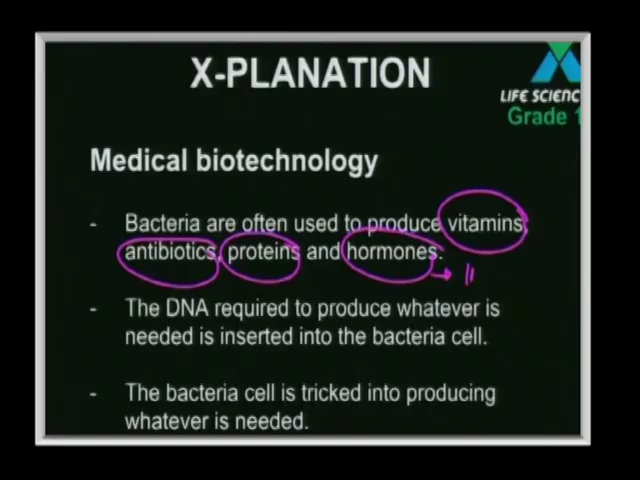 X-PLANATION
LIFE SCIENC
Grade 1
Medical biotechnology
- Bacteria are often used to produce vitamins,
antibiotics, proteins and hormones.
- The DNA required to produce whatever is
needed is inserted into the bacteria cell.
- The bacteria cell is tricked into producing
whatever is needed.